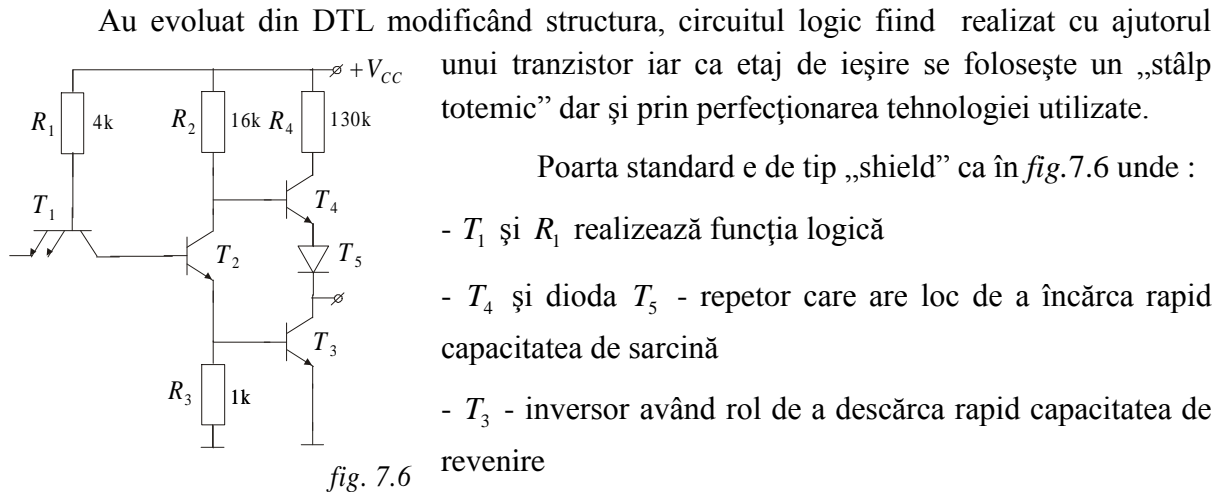 Au evoluat din DTL modificând structura, circuitul logic fiind realizat cu ajutorul
unui tranzistor iar ca etaj de ieşire se foloseşte un „stâlp
totemic” dar şi prin perfecţionarea tehnologiei utilizate.
Poarta standard e de tip „shield” ca în fig.7.6 unde :
- T₁ şi R₁ realizează funcţia logică
- T₄ şi dioda T₅ - repetor care are loc de a încărca rapid
capacitatea de sarcină
- T₃ - inversor având rol de a descărca rapid capacitatea de
revenire
+V_CC
R₁ 4k R₂ 16k R₄ 130k
T₁
T₄
T₂ T₅
T₃
R₃ 1k
fig. 7.6